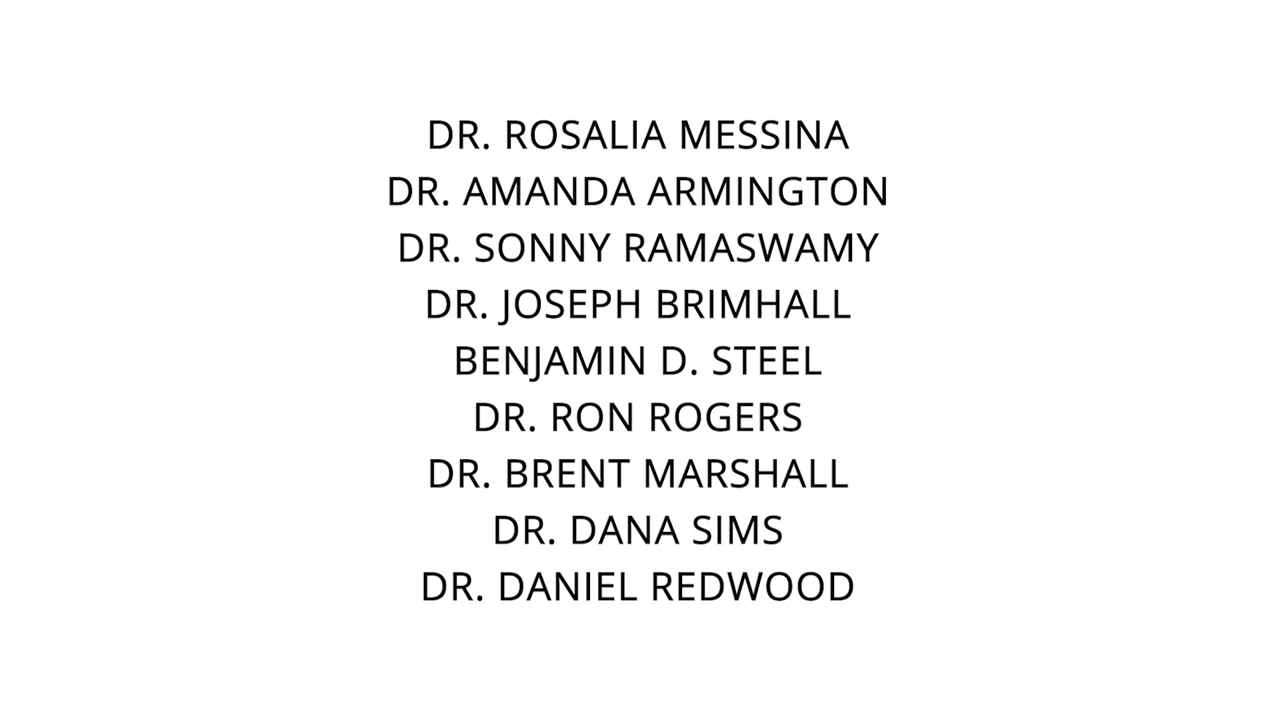 DR. ROSALIA MESSINA
DR. AMANDA ARMINGTON
DR. SONNY RAMASWAMY
DR. JOSEPH BRIMHALL
BENJAMIN D. STEEL
DR. RON ROGERS
DR. BRENT MARSHALL
DR. DANA SIMS
DR. DANIEL REDWOOD